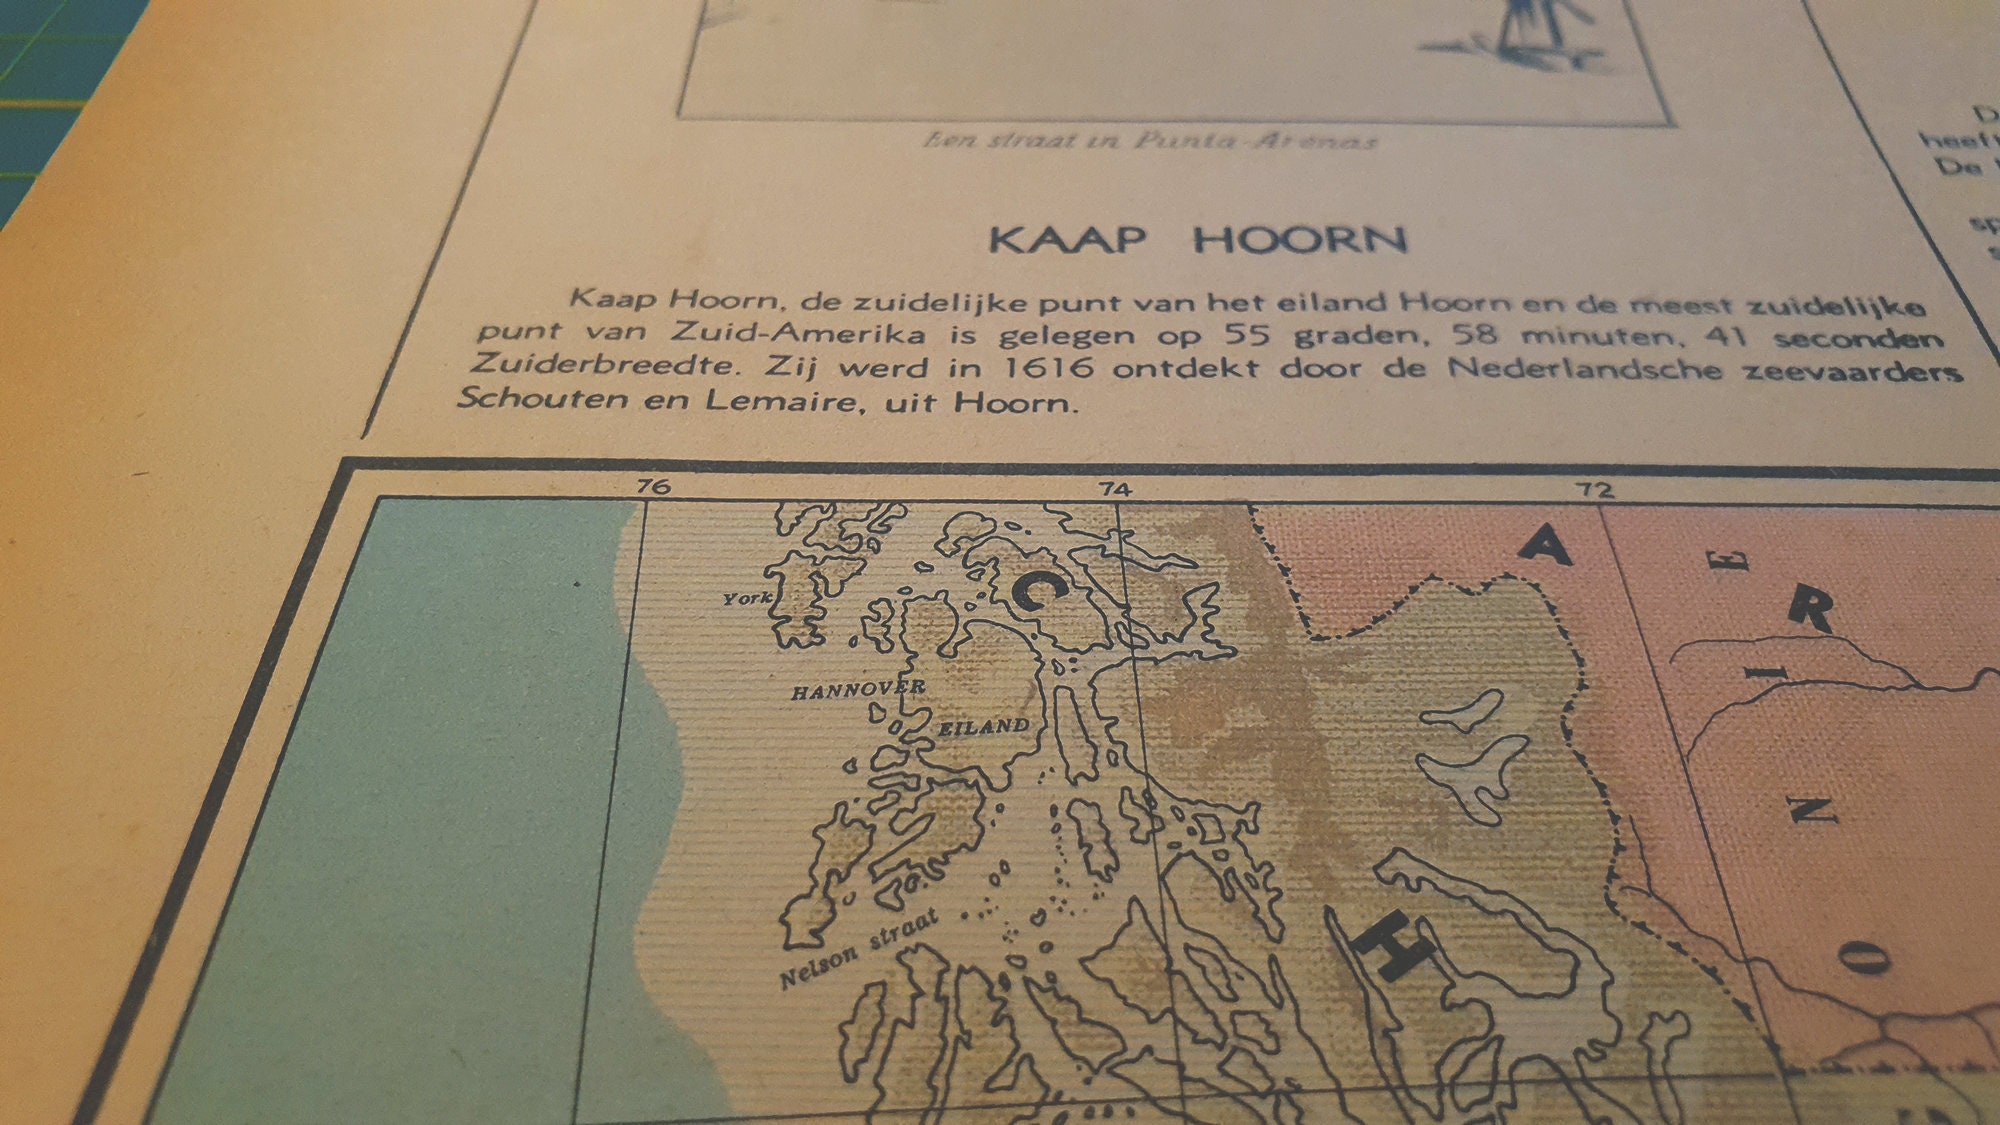 Een straat in Punta-Arenas
KAAP HOORN
Kaap Hoorn, de zuidelijke punt van het eiland Hoorn en de meest zuidelijke
punt van Zuid-Amerika is gelegen op 55 graden, 58 minuten, 41 seconden
Zuiderbreedte. Zij werd in 1616 ontdekt door de Nederlandsche zeevaarders
Schouten en Lemaire, uit Hoorn.
De
76
74
72
A
E
R
C
York
I
HANNOVER
EILAND
N
H
Nelson straat
O